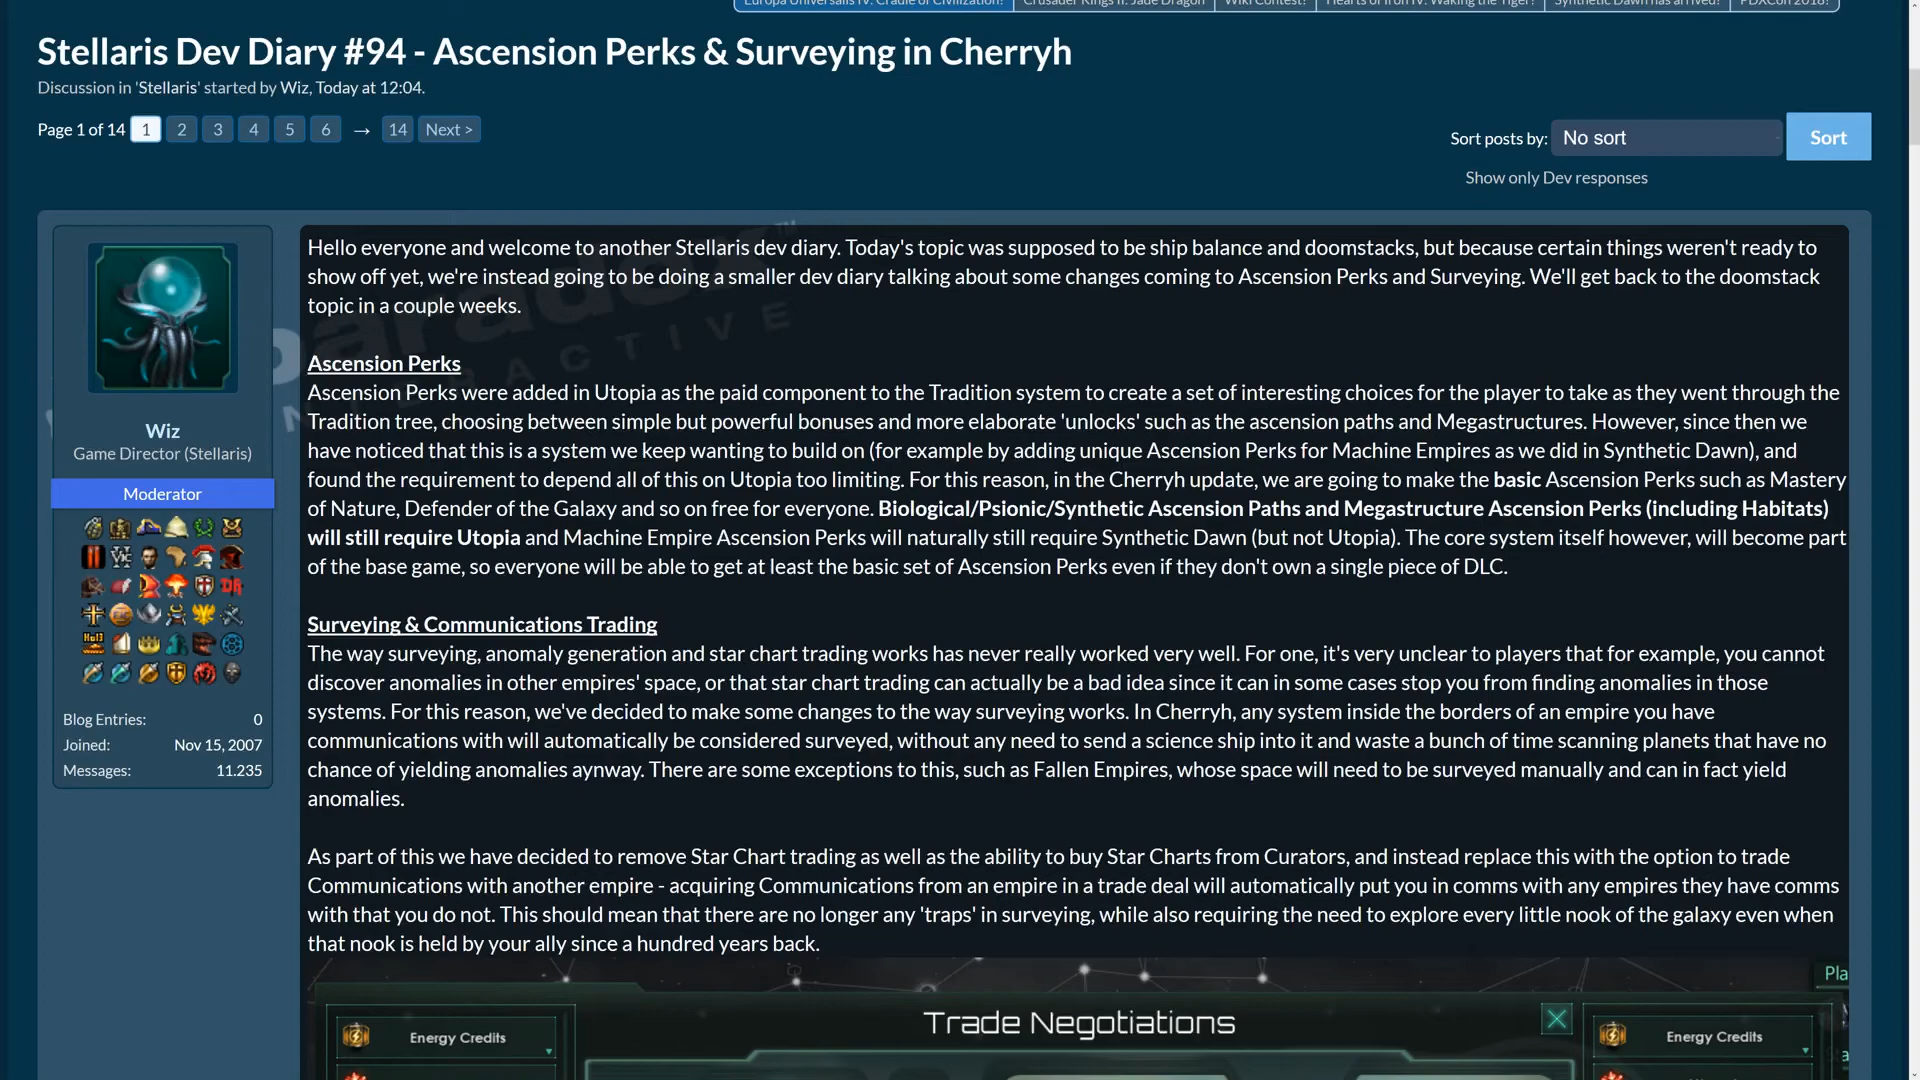 Europa Universalis IV: Cradle of Civilization! Crusader Kings II: Jade Dragon Wiki Contest! Hearts of Iron IV: Waking the Tiger! Synthetic Dawn has arrived! PDXCon 2018!
Stellaris Dev Diary #94 - Ascension Perks & Surveying in Cherryh
Discussion in 'Stellaris' started by Wiz, Today at 12:04.
Page 1 of 14 1 2 3 4 5 6 → 14 Next >
Sort posts by: No sort Sort
Show only Dev responses
Wiz
Game Director (Stellaris)
Moderator
Blog Entries: 0
Joined: Nov 15, 2007
Messages: 11.235
Hello everyone and welcome to another Stellaris dev diary. Today's topic was supposed to be ship balance and doomstacks, but because certain things weren't ready to
show off yet, we're instead going to be doing a smaller dev diary talking about some changes coming to Ascension Perks and Surveying. We'll get back to the doomstack
topic in a couple weeks.
Ascension Perks
Ascension Perks were added in Utopia as the paid component to the Tradition system to create a set of interesting choices for the player to take as they went through the
Tradition tree, choosing between simple but powerful bonuses and more elaborate 'unlocks' such as the ascension paths and Megastructures. However, since then we
have noticed that this is a system we keep wanting to build on (for example by adding unique Ascension Perks for Machine Empires as we did in Synthetic Dawn), and
found the requirement to depend all of this on Utopia too limiting. For this reason, in the Cherryh update, we are going to make the basic Ascension Perks such as Mastery
of Nature, Defender of the Galaxy and so on free for everyone. Biological/Psionic/Synthetic Ascension Paths and Megastructure Ascension Perks (including Habitats)
will still require Utopia and Machine Empire Ascension Perks will naturally still require Synthetic Dawn (but not Utopia). The core system itself however, will become part
of the base game, so everyone will be able to get at least the basic set of Ascension Perks even if they don't own a single piece of DLC.
Surveying & Communications Trading
The way surveying, anomaly generation and star chart trading works has never really worked very well. For one, it's very unclear to players that for example, you cannot
discover anomalies in other empires' space, or that star chart trading can actually be a bad idea since it can in some cases stop you from finding anomalies in those
systems. For this reason, we've decided to make some changes to the way surveying works. In Cherryh, any system inside the borders of an empire you have
communications with will automatically be considered surveyed, without any need to send a science ship into it and waste a bunch of time scanning planets that have no
chance of yielding anomalies aynway. There are some exceptions to this, such as Fallen Empires, whose space will need to be surveyed manually and can in fact yield
anomalies.
As part of this we have decided to remove Star Chart trading as well as the ability to buy Star Charts from Curators, and instead replace this with the option to trade
Communications with another empire - acquiring Communications from an empire in a trade deal will automatically put you in comms with any empires they have comms
with that you do not. This should mean that there are no longer any 'traps' in surveying, while also requiring the need to explore every little nook of the galaxy even when
that nook is held by your ally since a hundred years back.
Pla
Trade Negotiations
Energy Credits
Energy Credits